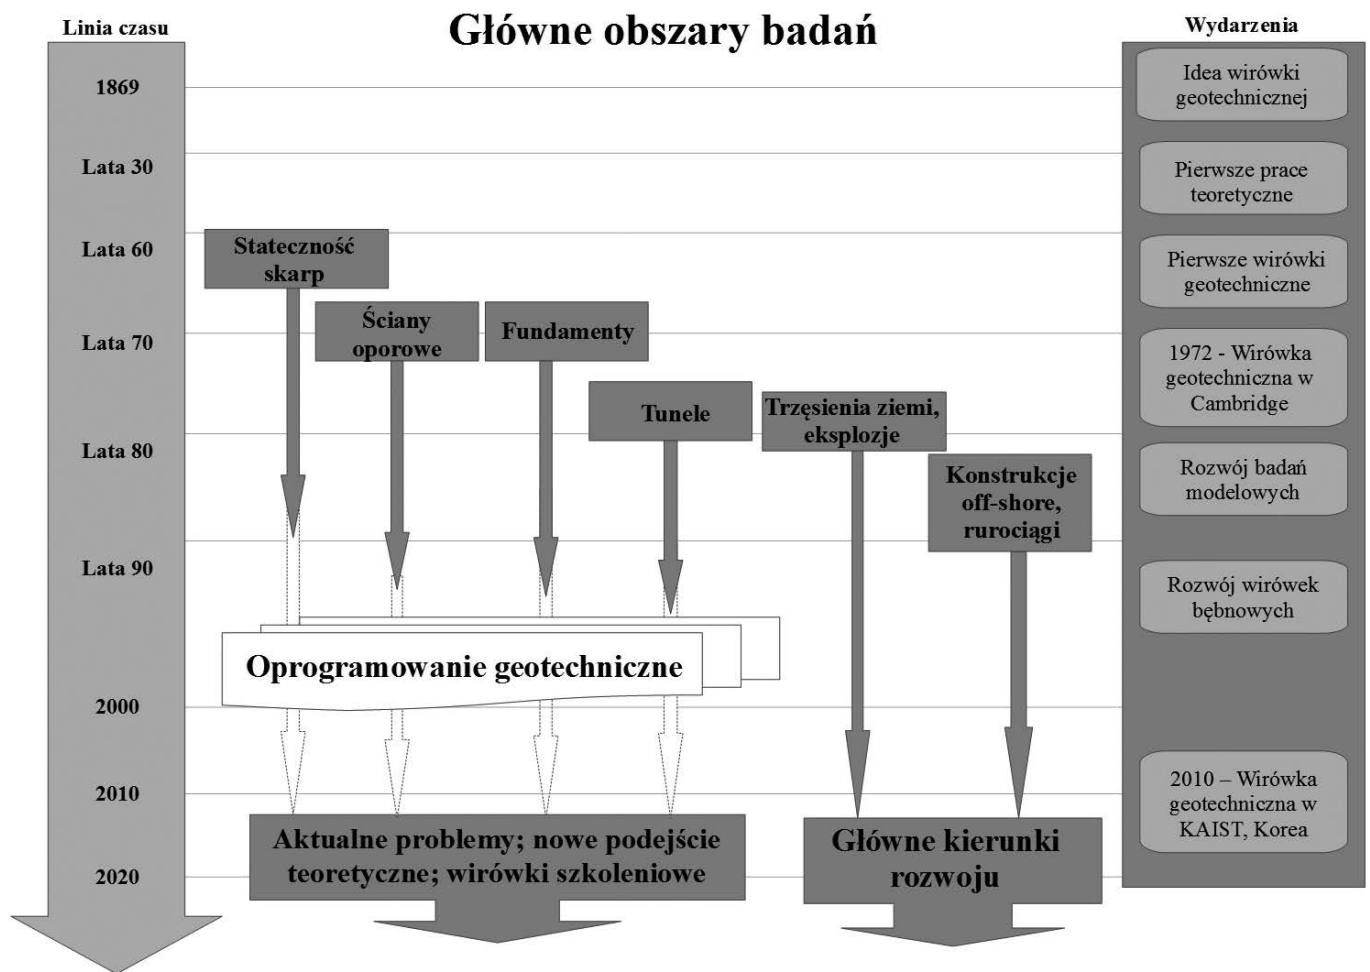 Linia czasu
Główne obszary badań
Wydarzenia
1869
Lata 30
Lata 60
Lata 70
Lata 80
Lata 90
2000
2010
2020
Stateczność
skarp
Ściany
oporowe
Fundamenty
Tunele
Trzęsienia ziemi,
eksplozje
Konstrukcje
off-shore,
rurociągi
Oprogramowanie geotechniczne
Aktualne problemy; nowe podejście
teoretyczne; wirówki szkoleniowe
Główne kierunki
rozwoju
Idea wirówki
geotechnicznej
Pierwsze prace
teoretyczne
Pierwsze wirówki
geotechniczne
1972 - Wirówka
geotechniczna w
Cambridge
Rozwój badań
modelowych
Rozwój wirówek
bębnowych
2010 – Wirówka
geotechniczna w
KAIST, Korea